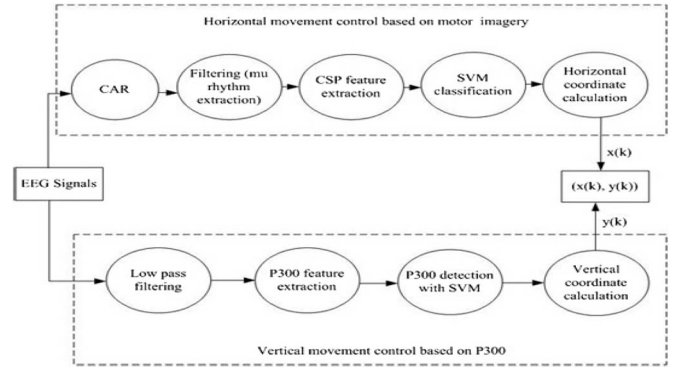 Horizontal movement control based on motor imagery
CAR
Filtering (mu
rhythm
extraction)
CSP feature
extraction
SVM
classification
Horizontal
coordinate
calculation
x(k)
EEG Signals
(x(k), y(k))
y(k)
Low pass
filtering
P300 feature
extraction
P300 detection
with SVM
Vertical
coordinate
calculation
Vertical movement control based on P300